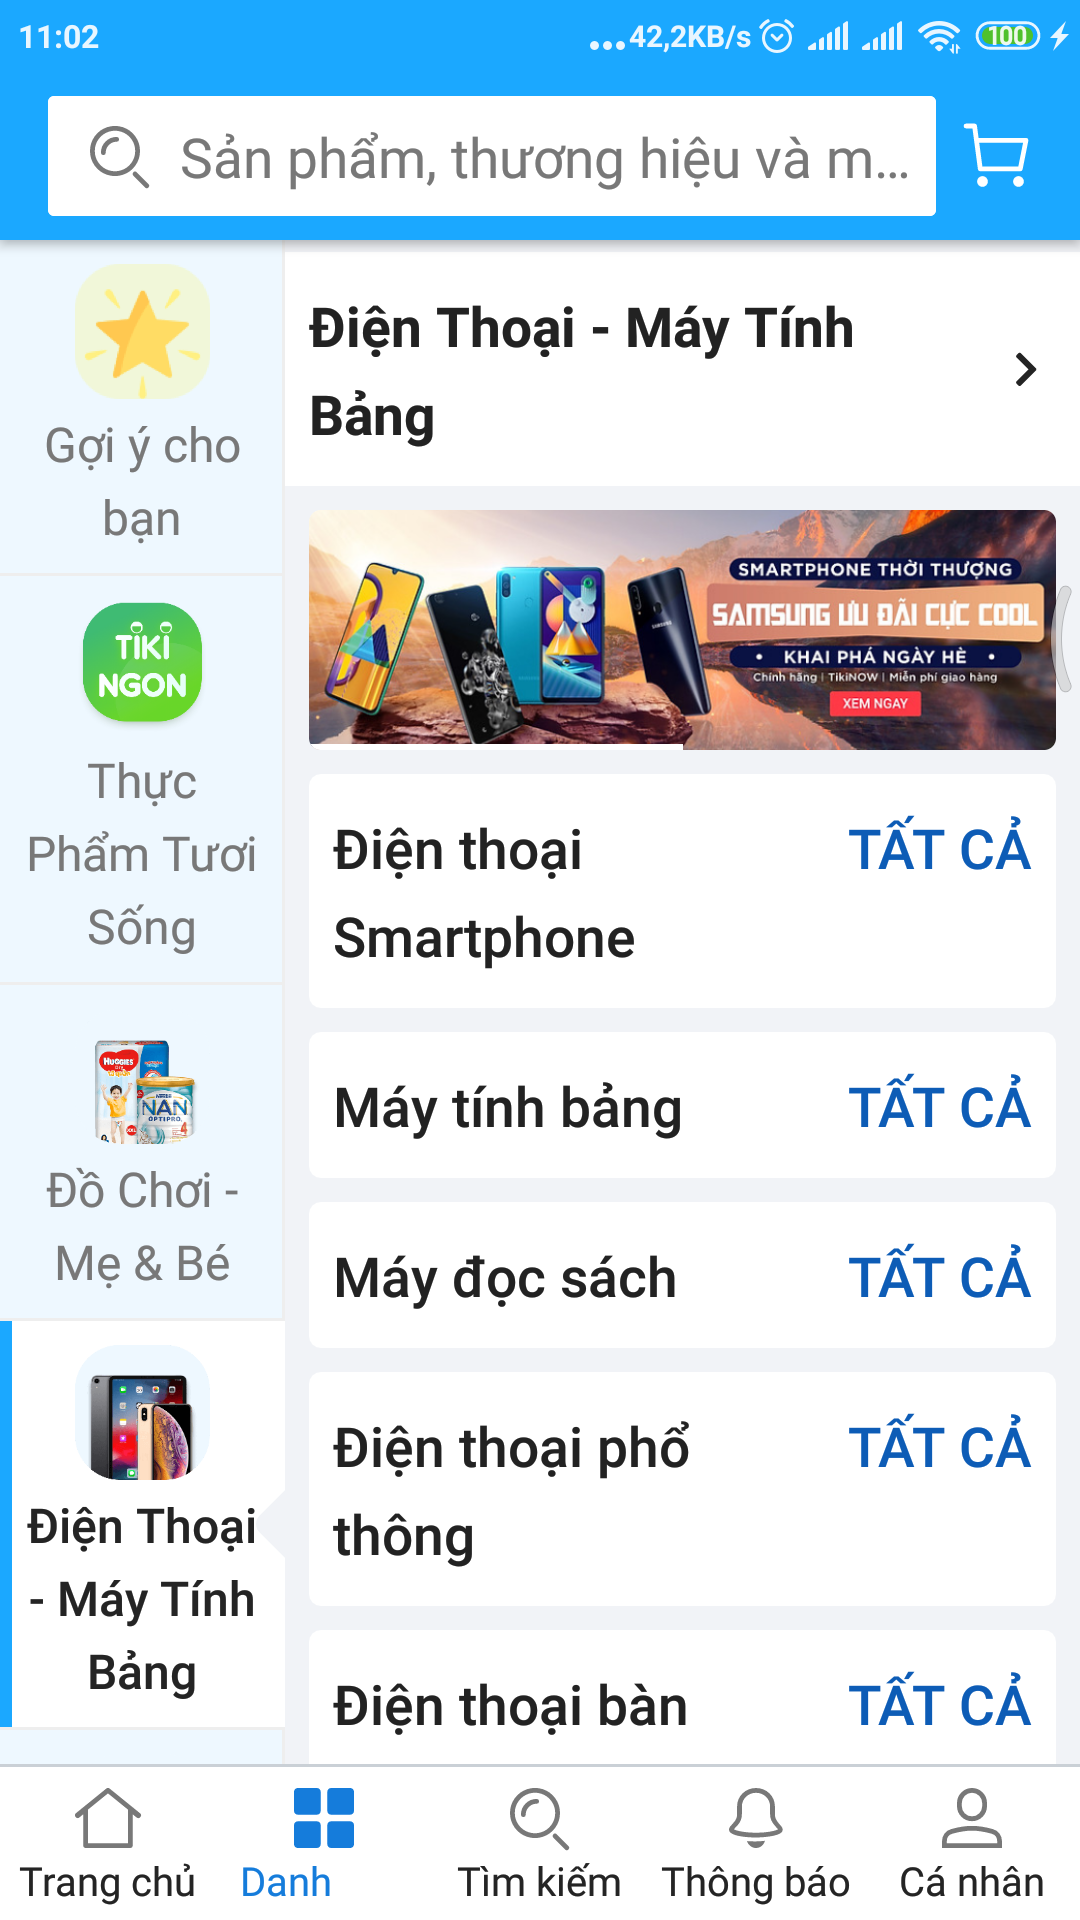 11:02
...42,2KB/s
100
Sản phẩm, thương hiệu và m...
Gợi ý cho
bạn
TIKI
NGON
Thực
Phẩm Tươi
Sống
HUGGIES
NAN
OPTIPRO
4
Đồ Chơi -
Mẹ & Bé
Điện Thoại
- Máy Tính
Bảng
Điện Thoại - Máy Tính
Bảng
SMARTPHONE THỜI THƯỢNG
SAMSUNG ƯU ĐÃI CỰC COOL
• KHAI PHÁ NGÀY HÈ •
Chính hãng | TikiNOW | Miễn phí giao hàng
XEM NGAY
Điện thoại
Smartphone
TẤT CẢ
Máy tính bảng
TẤT CẢ
Máy đọc sách
TẤT CẢ
Điện thoại phổ
thông
TẤT CẢ
Điện thoại bàn
TẤT CẢ
Trang chủ
Danh
Tìm kiếm
Thông báo
Cá nhân